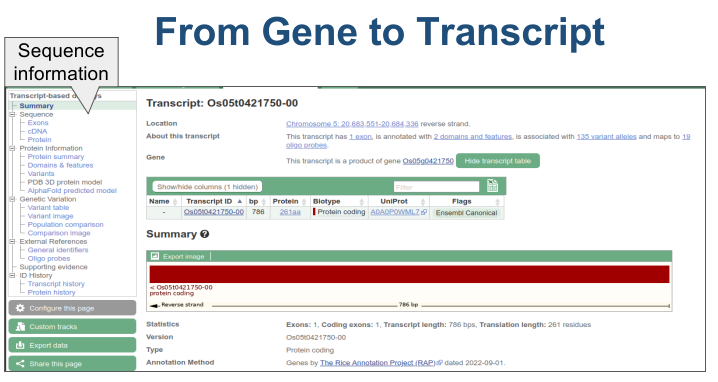 From Gene to Transcript
Sequence
information
Transcript-based d
Summary
Sequence
Exons
cDNA
Protein
Protein Information
Protein summary
Domains & features
Variants
PDB 3D protein model
AlphaFold predicted model
Genetic Variation
Variant table
Variant image
Population comparison
Comparison image
External References
General identifiers
Oligo probes
Supporting evidence
ID History
Transcript history
Protein history
Configure this page
Custom tracks
Export data
Share this page
Transcript: Os05t0421750-00
Location Chromosome 5: 20,683,551-20,684,336 reverse strand.
About this transcript This transcript has 1 exon, is annotated with 2 domains and features, is associated with 135 variant alleles and maps to 19
oligo probes.
Gene This transcript is a product of gene Os05g0421750 Hide transcript table
Show/hide columns (1 hidden) Filter
Name Transcript ID bp Protein Biotype UniProt Flags
- Os05t0421750-00 786 261aa Protein coding A0A0P0WML7 Ensembl Canonical
Summary
Export image
< Os05t0421750-00
protein coding
Reverse strand 786 bp
Statistics Exons: 1, Coding exons: 1, Transcript length: 786 bps, Translation length: 261 residues
Version Os05t0421750-00
Type Protein coding
Annotation Method Genes by The Rice Annotation Project (RAP) dated 2022-09-01.